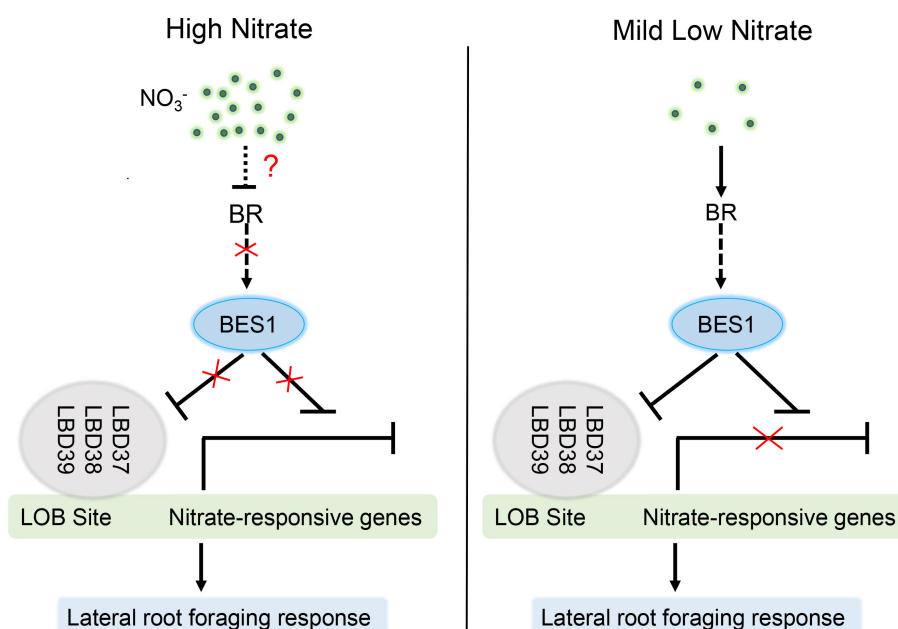 High Nitrate
NO₃⁻
?
BR
BES1
LBD37
LBD38
LBD39
LOB Site
Nitrate-responsive genes
Lateral root foraging response
Mild Low Nitrate
BR
BES1
LBD37
LBD38
LBD39
LOB Site
Nitrate-responsive genes
Lateral root foraging response